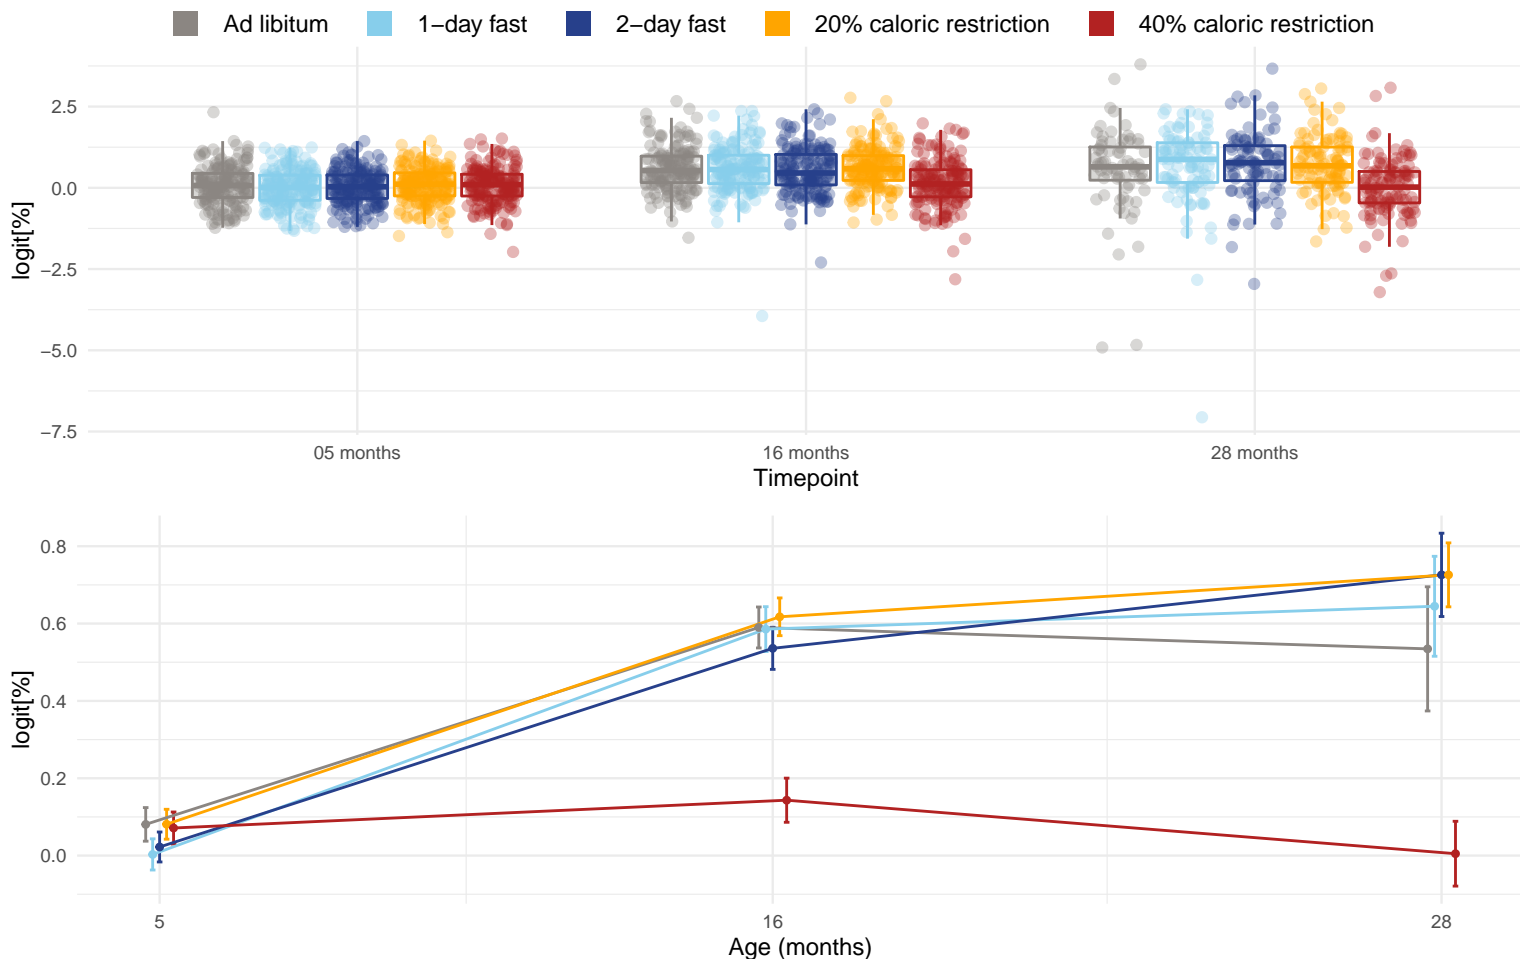 Ad libitum 1−day fast 2−day fast 20% caloric restriction 40% caloric restriction
2.5
0.0
−2.5
−5.0
−7.5
logit[%]
05 months 16 months 28 months
Timepoint
0.8
0.6
0.4
0.2
0.0
logit[%]
5 16 28
Age (months)